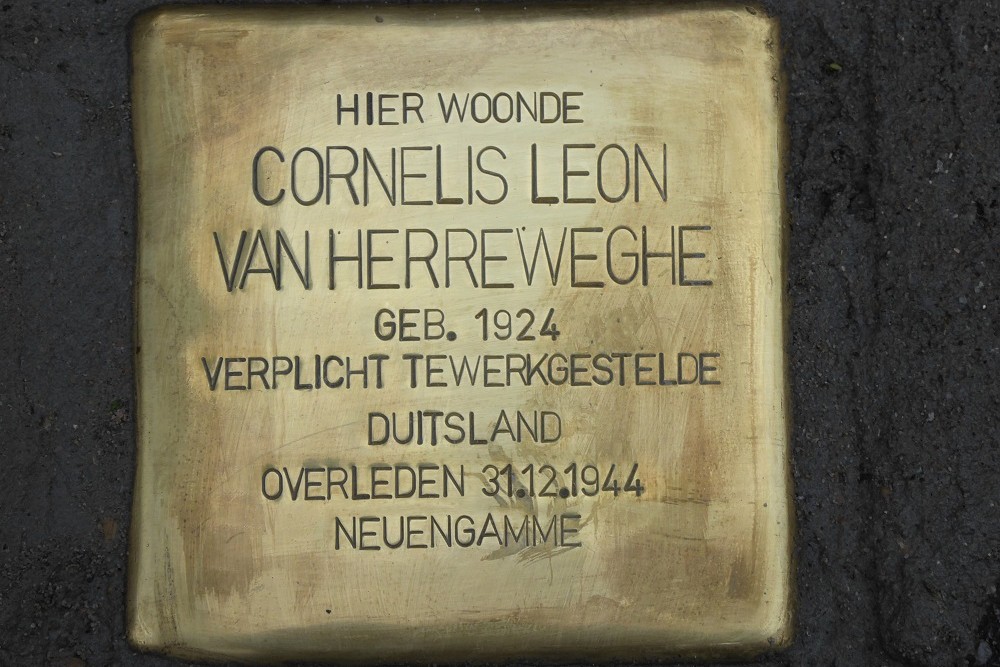 HIER WOONDE
CORNELIS LEON
VAN HERREWEGHE
GEB. 1924
VERPLICHT TEWERKGESTELDE
DUITSLAND
OVERLEDEN 31.12.1944
NEUENGAMME